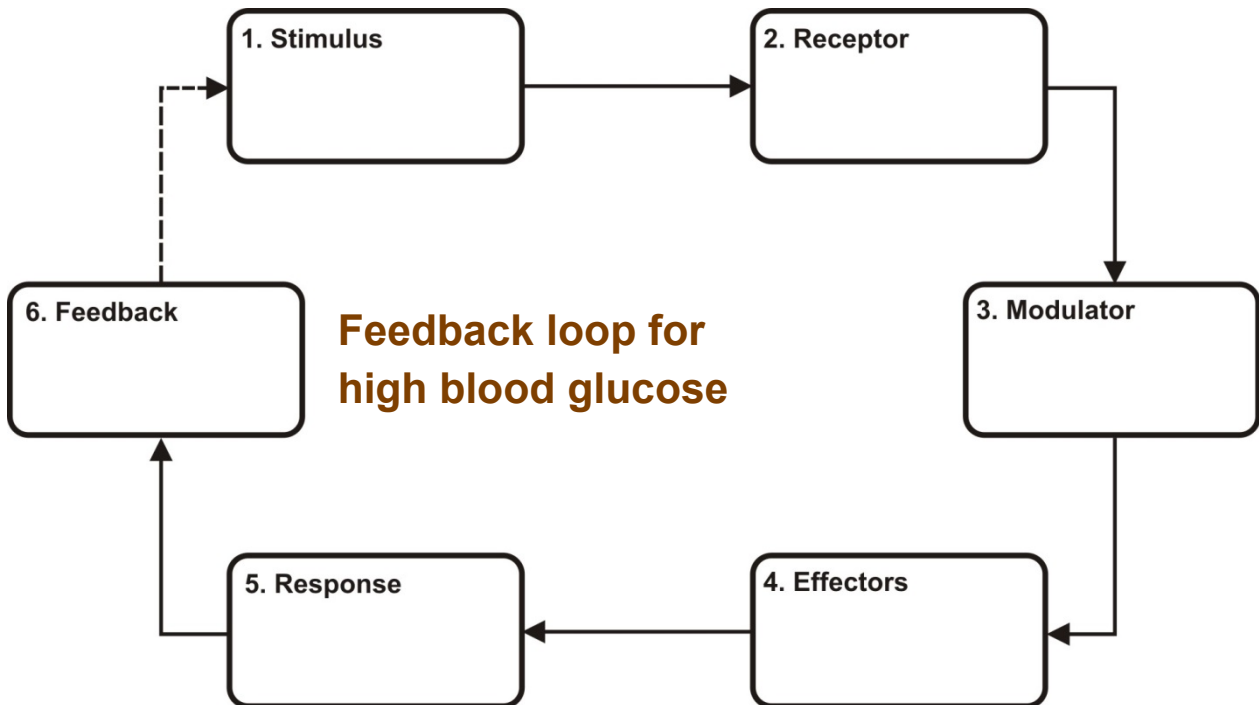 1. Stimulus
2. Receptor
3. Modulator
4. Effectors
5. Response
6. Feedback
Feedback loop for
high blood glucose